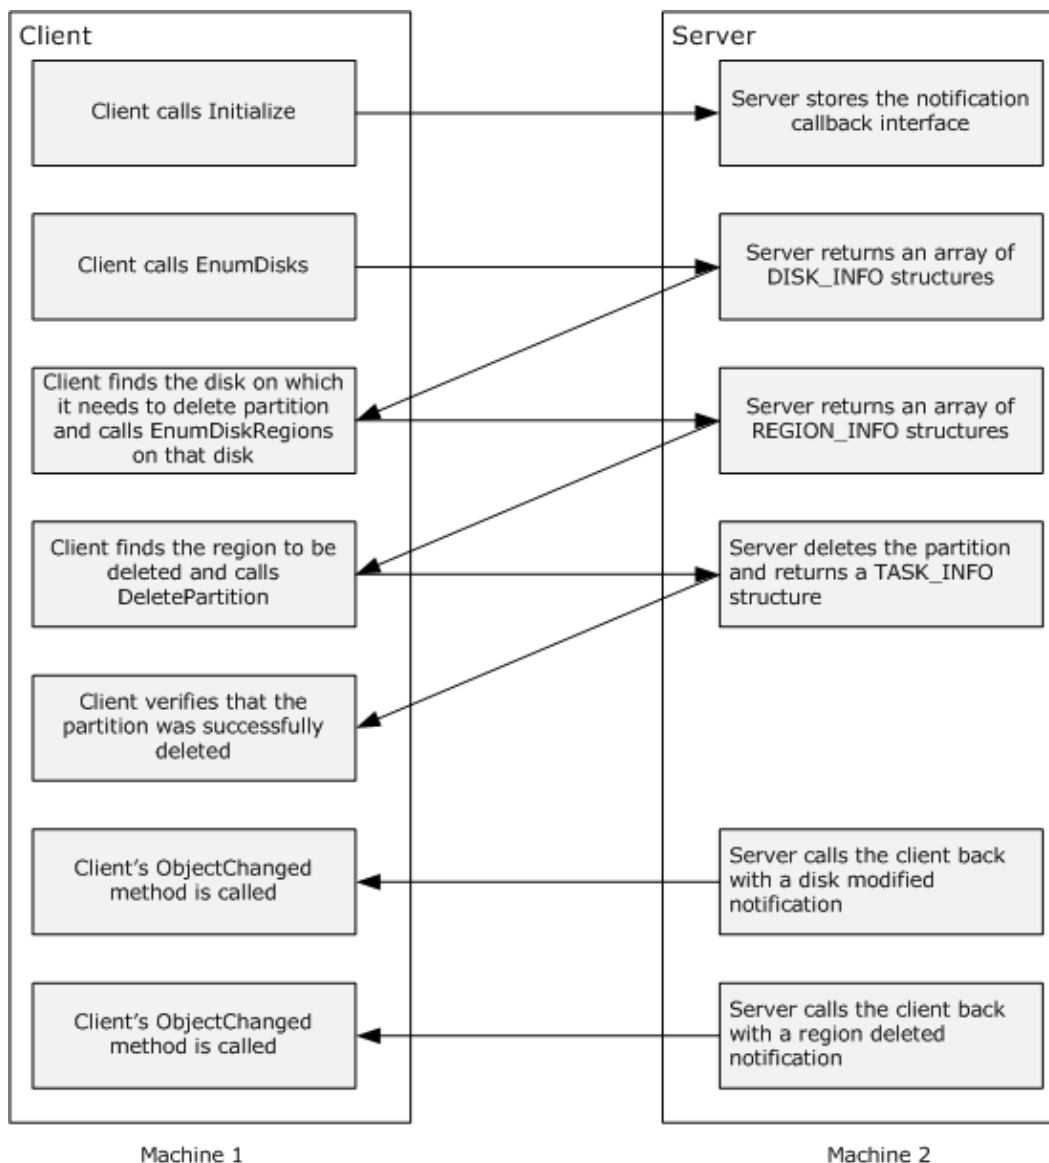 Client
Server
Client calls Initialize
Server stores the notification
callback interface
Client calls EnumDisks
Server returns an array of
DISK_INFO structures
Client finds the disk on which
it needs to delete partition
and calls EnumDiskRegions
on that disk
Server returns an array of
REGION_INFO structures
Client finds the region to be
deleted and calls
DeletePartition
Server deletes the partition
and returns a TASK_INFO
structure
Client verifies that the
partition was successfully
deleted
Client’s ObjectChanged
method is called
Server calls the client back
with a disk modified
notification
Client’s ObjectChanged
method is called
Server calls the client back
with a region deleted
notification
Machine 1
Machine 2